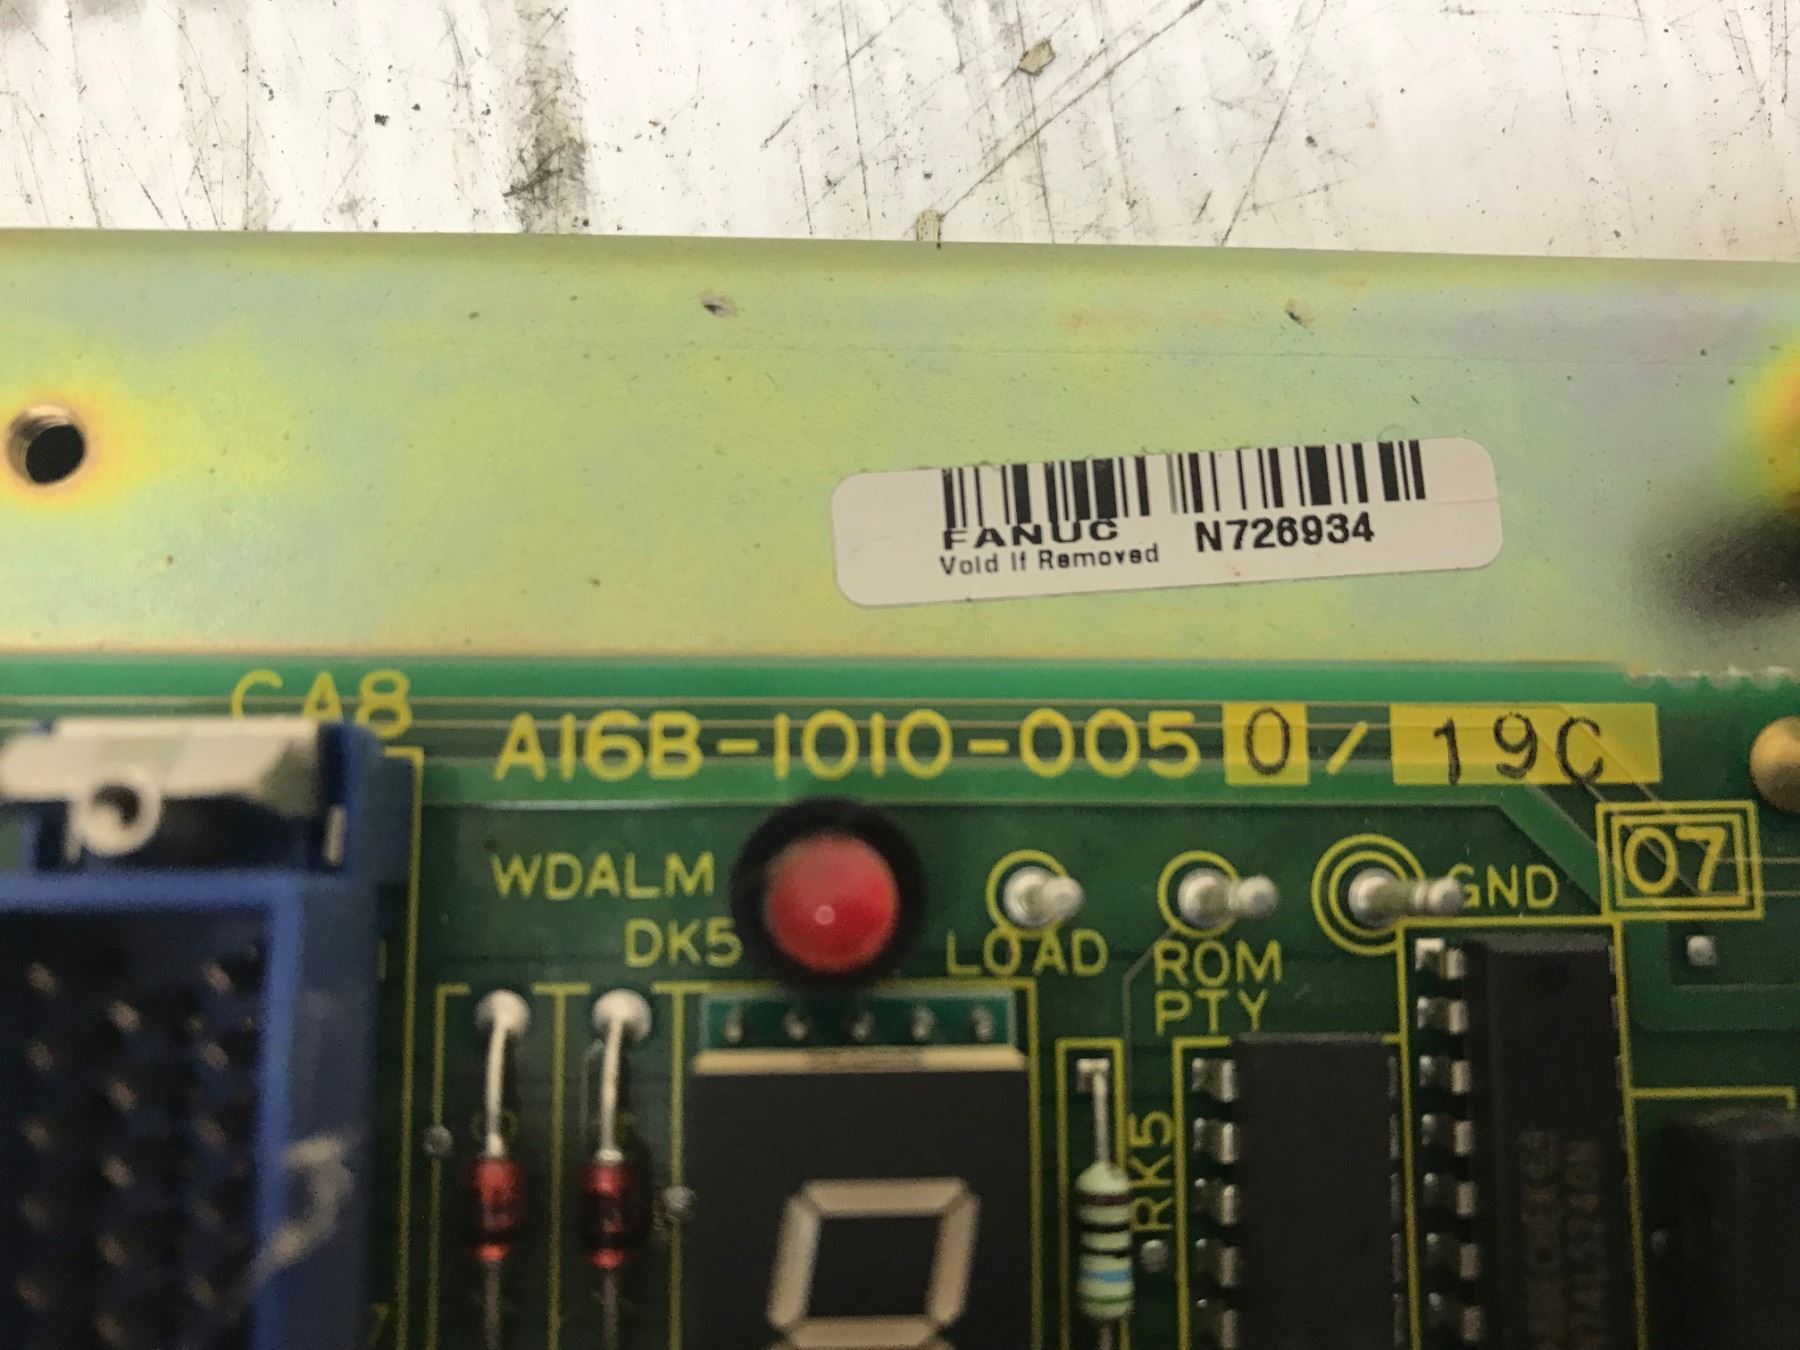 FANUC N726934
Void If Removed
CA8
A16B-1010-0050/19C
07
WDALM
DK5
LOAD
ROM
PTY
GND
RK5